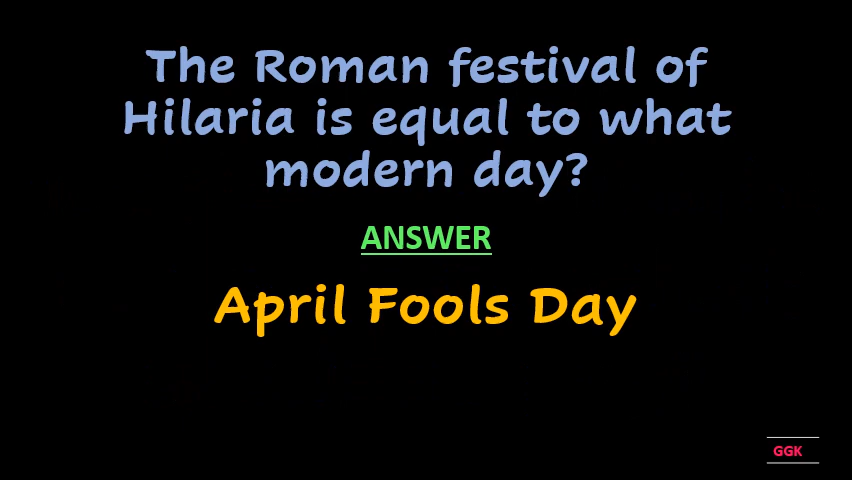 The Roman festival of
Hilaria is equal to what
modern day?
ANSWER
April Fools Day
GGK